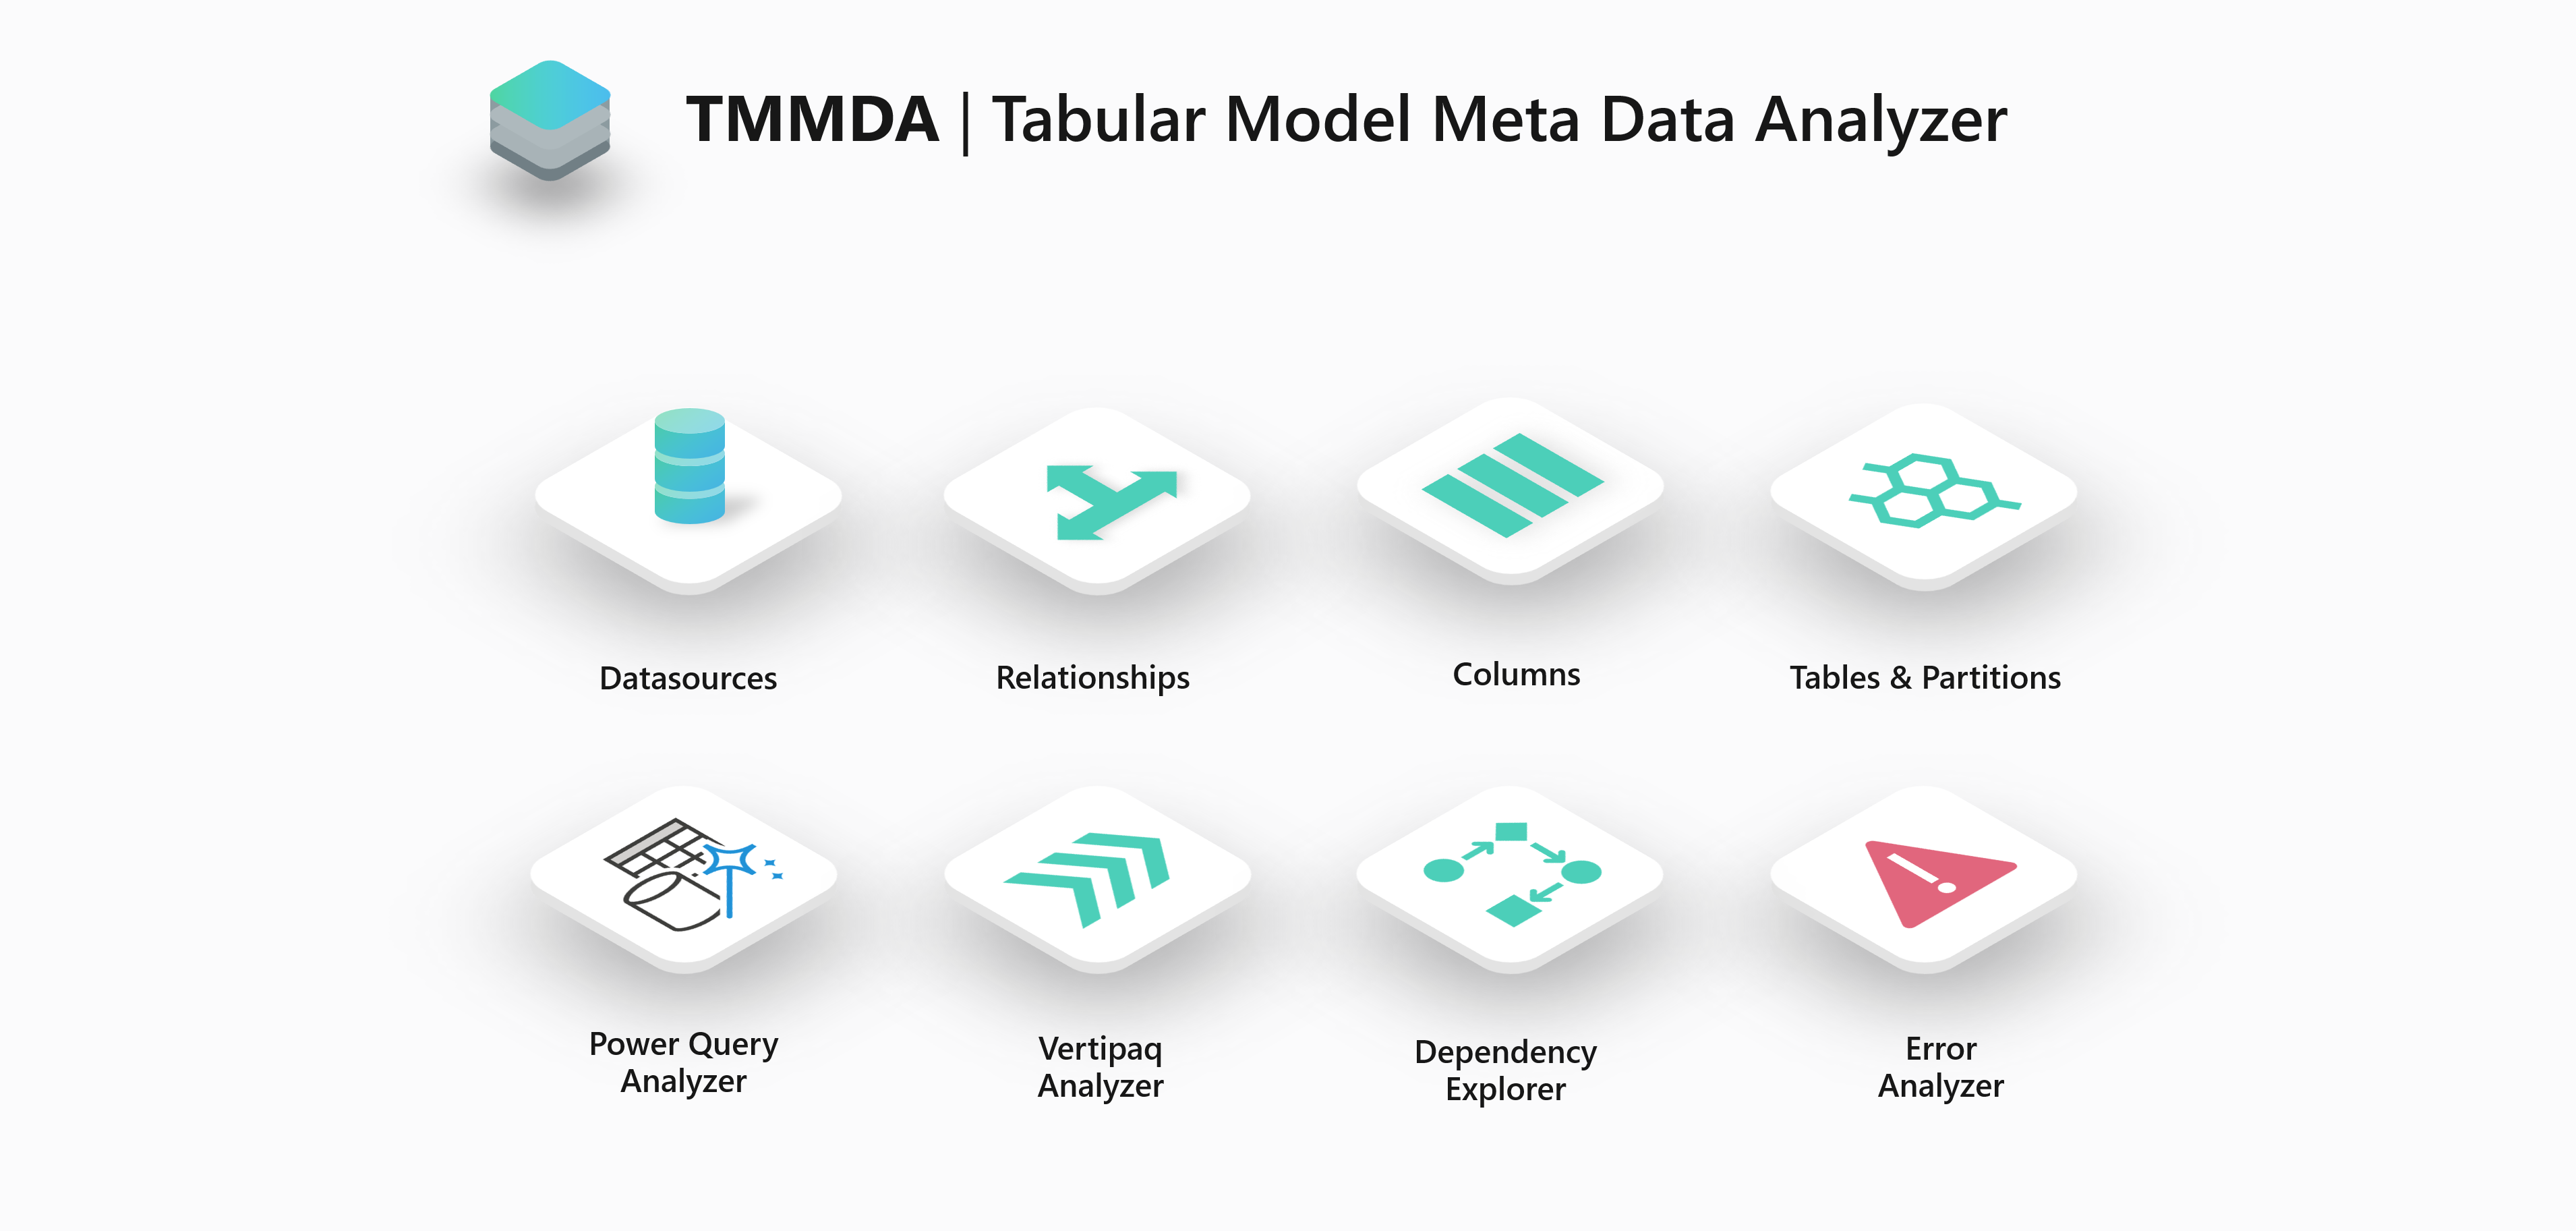 TMMDA | Tabular Model Meta Data Analyzer
Datasources
Relationships
Columns
Tables & Partitions
Power Query
Analyzer
Vertipaq
Analyzer
Dependency
Explorer
Error
Analyzer